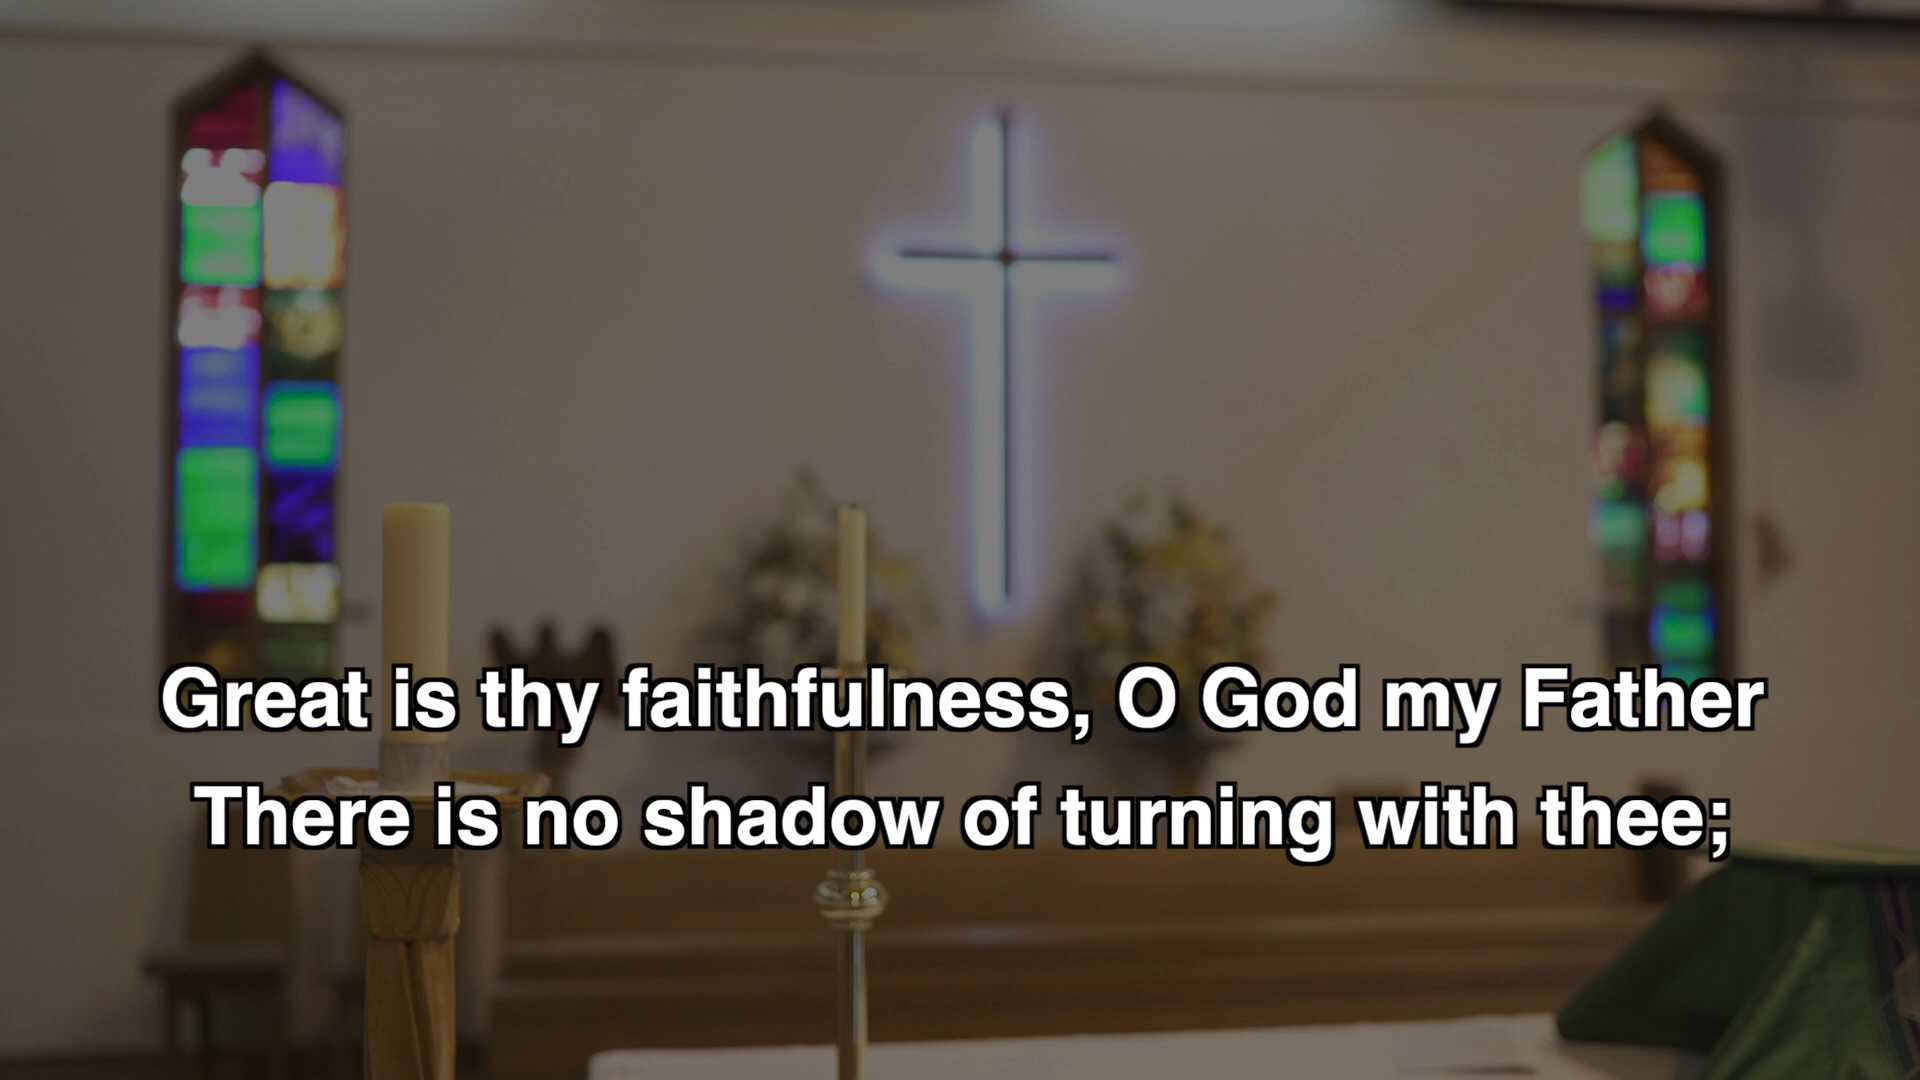 Great is thy faithfulness, O God my Father
There is no shadow of turning with thee;